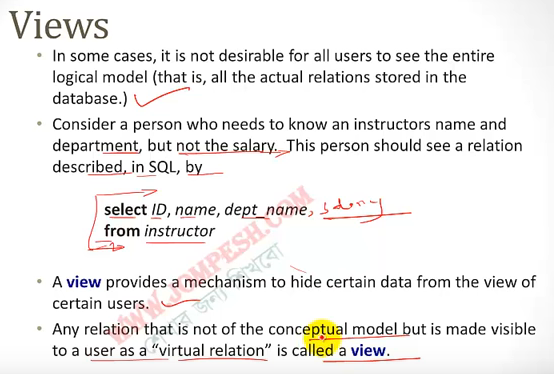 Views
• In some cases, it is not desirable for all users to see the entire
logical model (that is, all the actual relations stored in the
database.)
• Consider a person who needs to know an instructors name and
department, but not the salary. This person should see a relation
described, in SQL, by
select ID, name, dept_name, salary
from instructor
• A view provides a mechanism to hide certain data from the view of
certain users.
• Any relation that is not of the conceptual model but is made visible
to a user as a “virtual relation” is called a view.
WWW.JOMPESH.COM
শেখার জন্য লিখবো